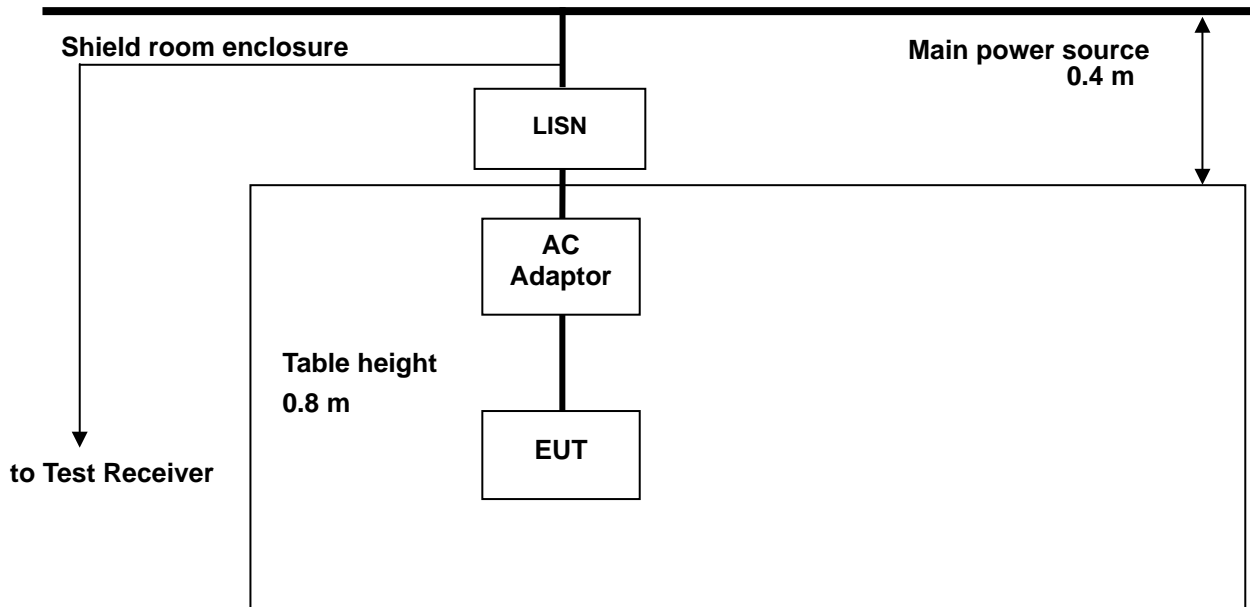 Shield room enclosure
Main power source
0.4 m
LISN
AC
Adaptor
Table height
0.8 m
EUT
to Test Receiver